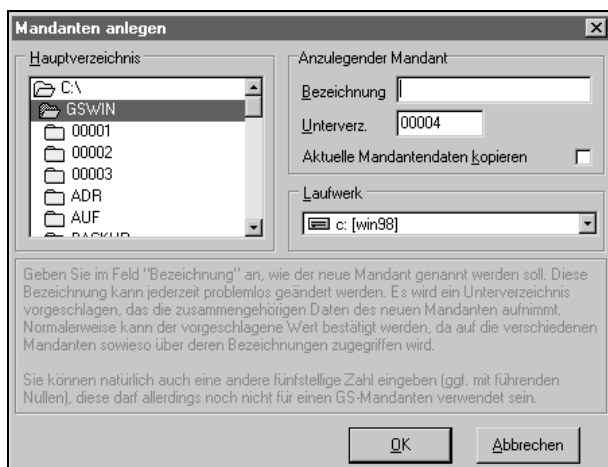 Mandanten anlegen
Hauptverzeichnis
C:\
GSWIN
00001
00002
00003
ADR
AUF
BACKUP
Anzulegender Mandant
Bezeichnung
Unterverz. 00004
Aktuelle Mandantendaten kopieren
Laufwerk
c: [win98]
Geben Sie im Feld "Bezeichnung" an, wie der neue Mandant genannt werden soll. Diese
Bezeichnung kann jederzeit problemlos geändert werden. Es wird ein Unterverzeichnis
vorgeschlagen, das die zusammengehörigen Daten des neuen Mandanten aufnimmt.
Normalerweise kann der vorgeschlagene Wert bestätigt werden, da auf die verschiedenen
Mandanten sowieso über deren Bezeichnungen zugegriffen wird.
Sie können natürlich auch eine andere fünfstellige Zahl eingeben (ggf. mit führenden
Nullen), diese darf allerdings noch nicht für einen GS-Mandanten verwendet sein.
OK
Abbrechen